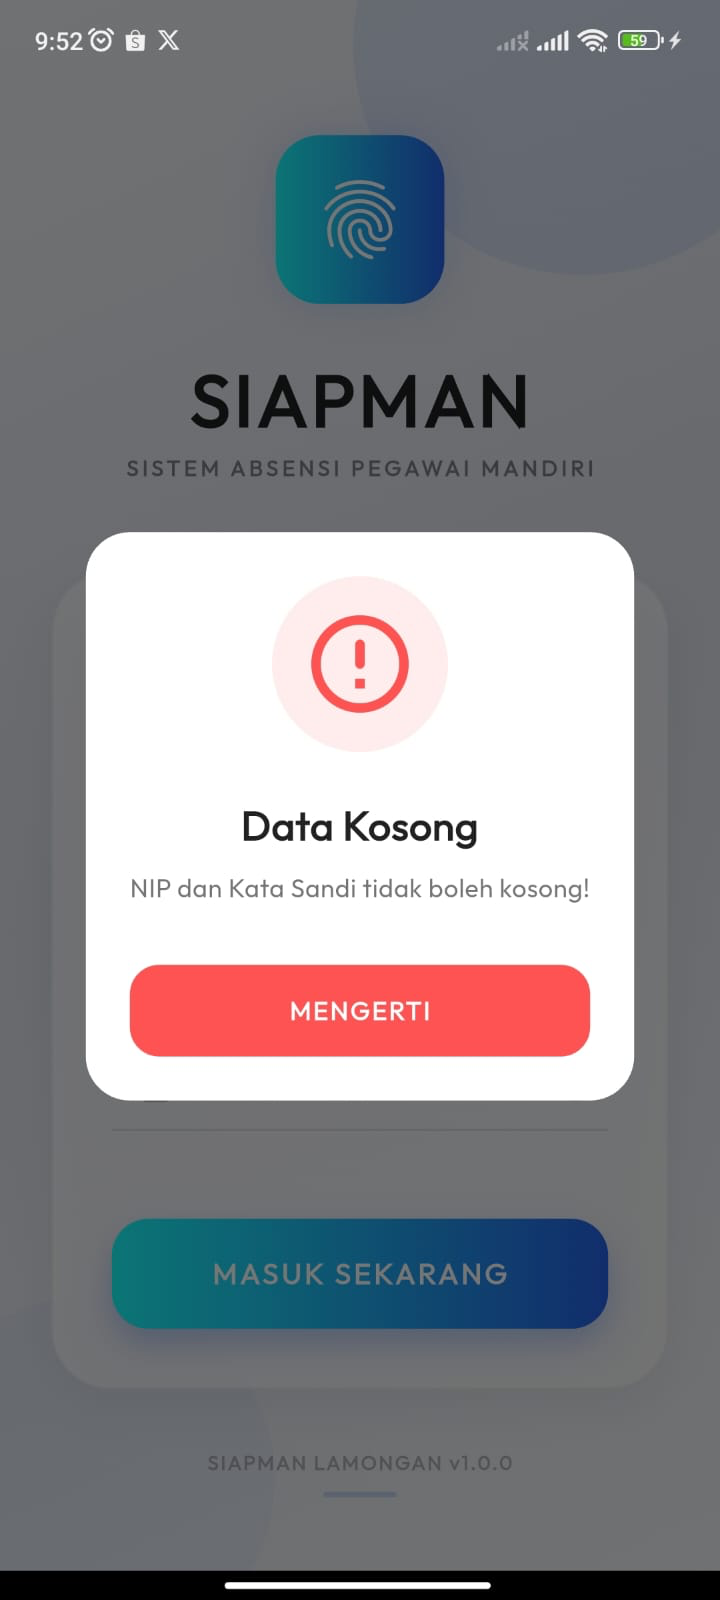 9:52
59
SIAPMAN
SISTEM ABSENSI PEGAWAI MANDIRI
Data Kosong
NIP dan Kata Sandi tidak boleh kosong!
MENGERTI
MASUK SEKARANG
SIAPMAN LAMONGAN v1.0.0